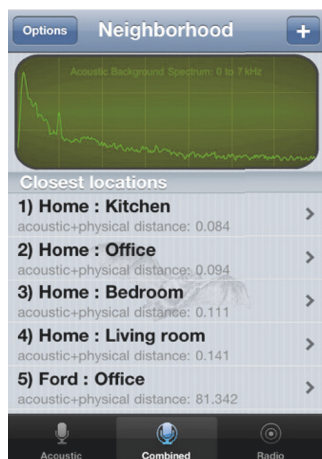 Options
Neighborhood
+
Acoustic Background Spectrum: 0 to 7 kHz
Closest locations
1) Home : Kitchen
acoustic+physical distance: 0.084
2) Home : Office
acoustic+physical distance: 0.094
3) Home : Bedroom
acoustic+physical distance: 0.111
4) Home : Living room
acoustic+physical distance: 0.141
5) Ford : Office
acoustic+physical distance: 81.342
Acoustic
Combined
Radio